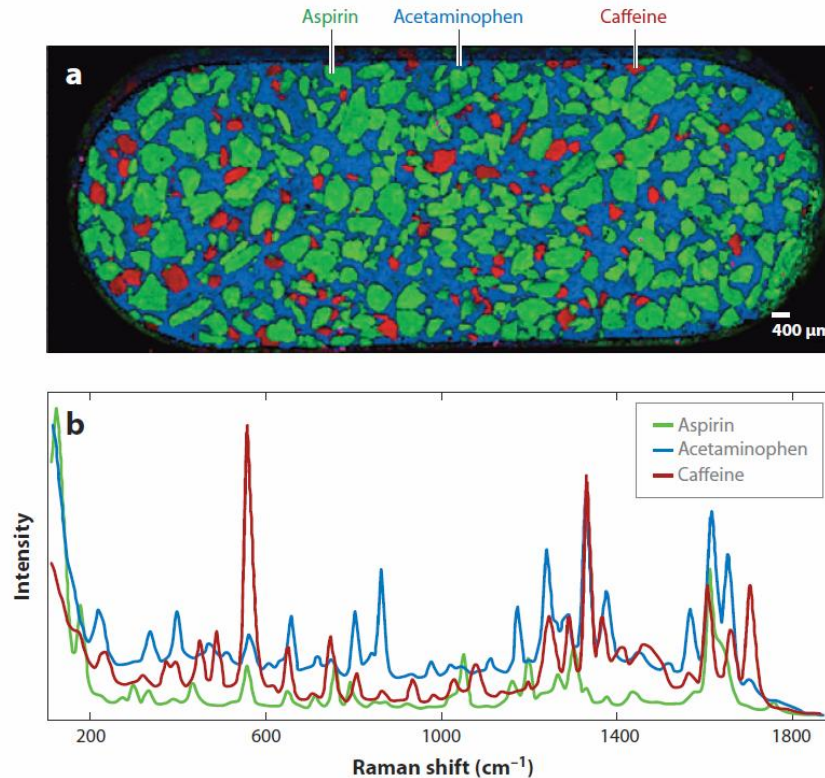 Aspirin Acetaminophen Caffeine
a
400 μm
b
Aspirin
Acetaminophen
Caffeine
Intensity
200 600 1000 1400 1800
Raman shift (cm⁻¹)